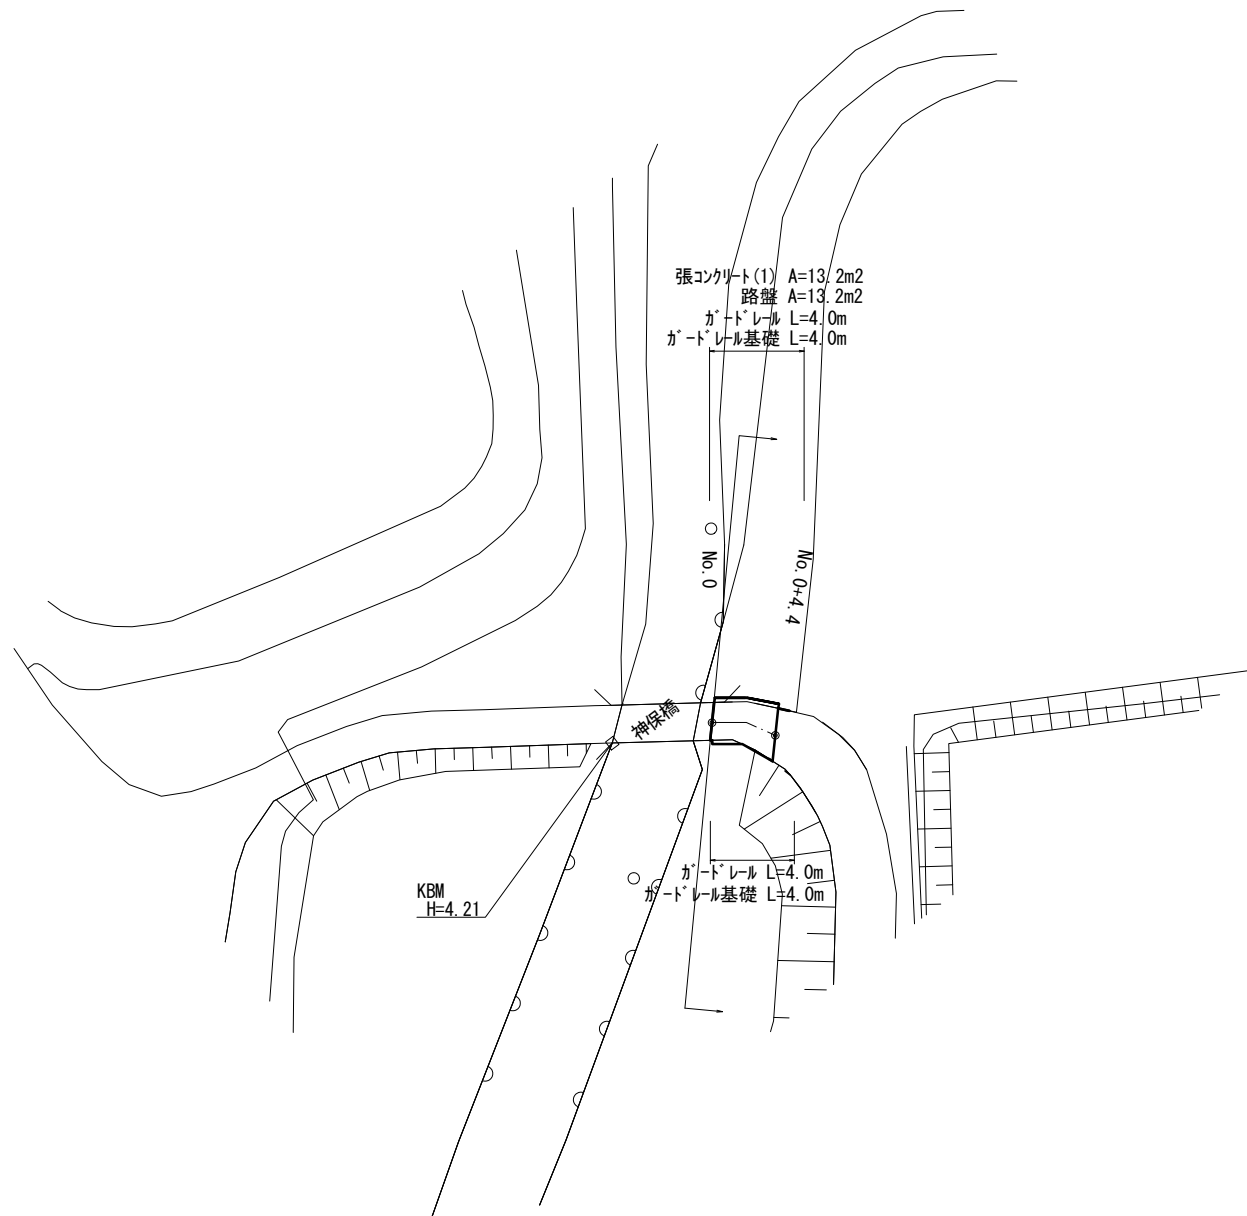 張コンクリート(1) A=13.2m2
路盤 A=13.2m2
ガードレール L=4.0m
ガードレール基礎 L=4.0m
No.0
No.0+4.4
神保橋
ガードレール L=4.0m
ガードレール基礎 L=4.0m
KBM
H=4.21